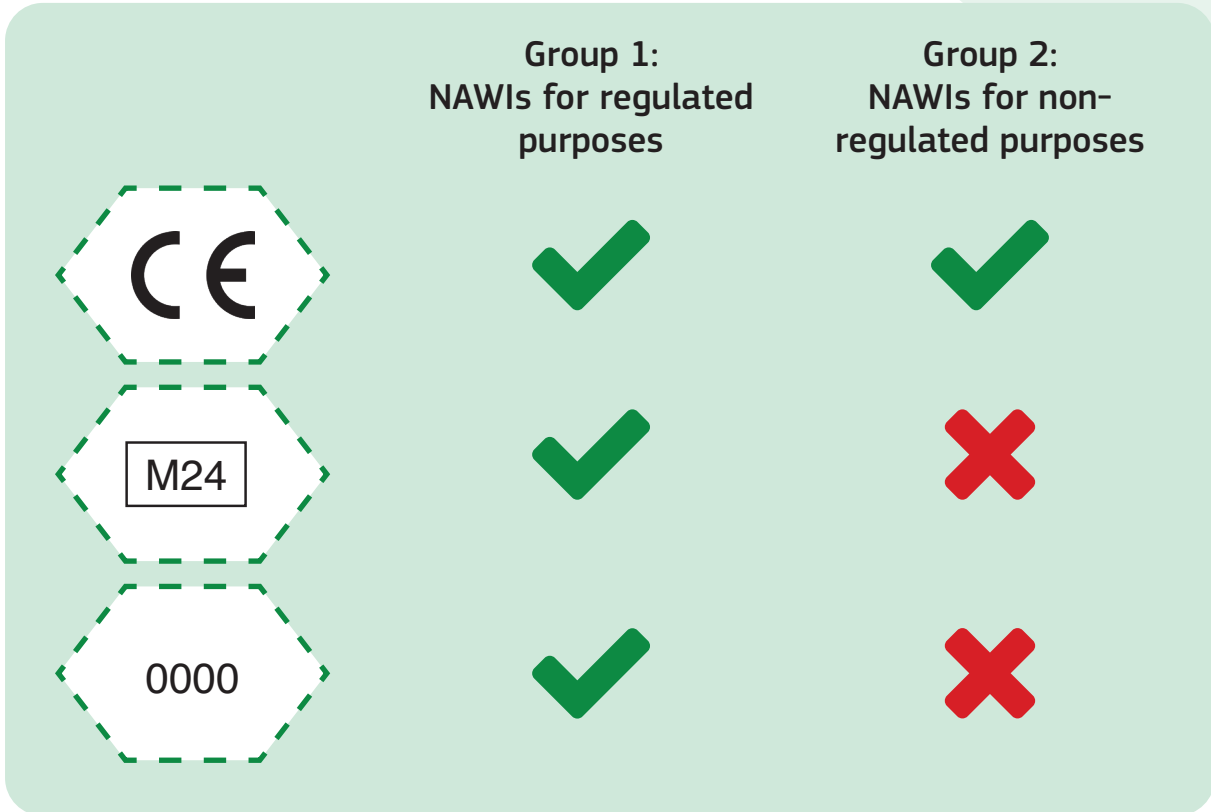 Group 1:
NAWIs for regulated
purposes
Group 2:
NAWIs for non-
regulated purposes
CE
M24
0000